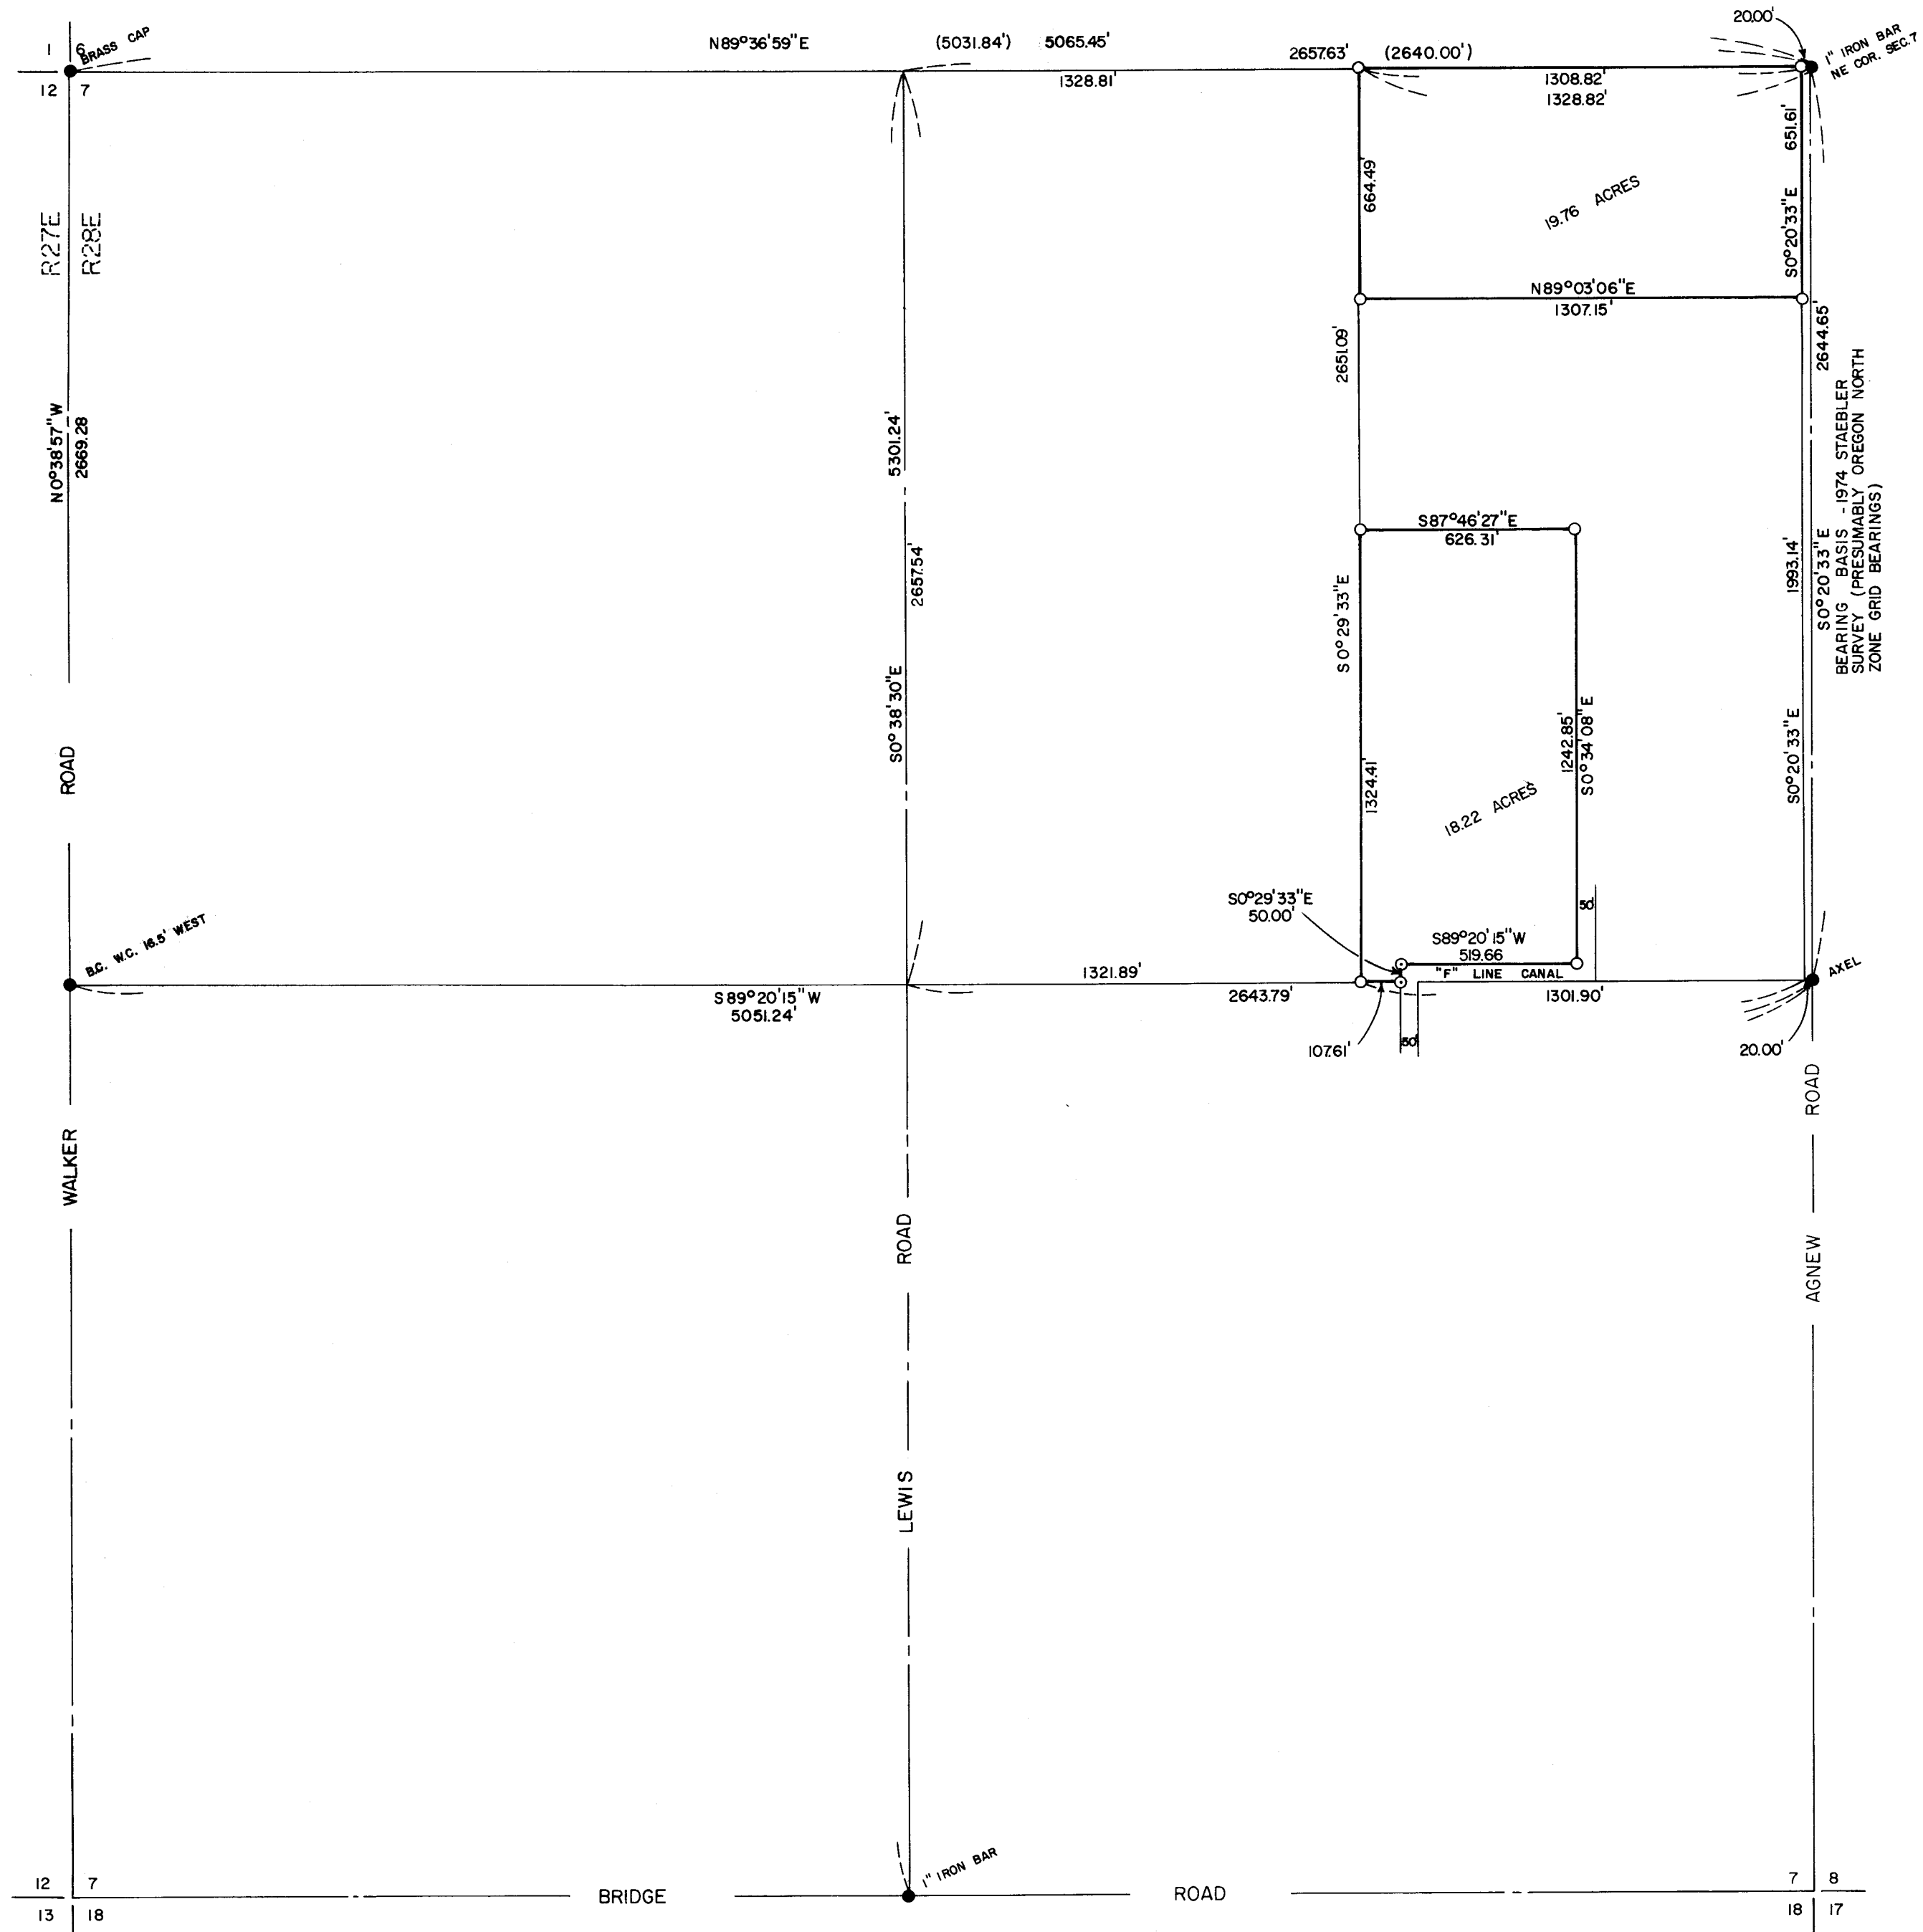 1 6
BRASS CAP
12 7
N89°36'59"E (5031.84') 5065.45'
1328.81'
2657.63' (2640.00')
1308.82'
1328.82'
20.00'
1" IRON BAR
NE COR. SEC.7
R27E
R28E
664.49'
19.76 ACRES
651.61'
S0°20'33"E
N89°03'06"E
1307.15'
N0°38'57"W
2669.28
5301.24'
2651.09'
2644.65'
S0°20'33"E
BEARING BASIS - 1974 STAEBLER
SURVEY (PRESUMABLY OREGON NORTH
ZONE GRID BEARINGS)
2657.54'
S0°38'30"E
S0°29'33"E
S87°46'27"E
626.31'
1993.14'
S0°20'33"E
ROAD
1324.41'
1242.85'
S0°34'08"E
18.22 ACRES
S0°29'33"E
50.00'
50'
S89°20'15"W
519.66
"F" LINE CANAL
B.C. W.C. 16.5' WEST
AXEL
S89°20'15"W
5051.24'
1321.89'
2643.79'
1301.90'
107.61'
50'
20.00'
WALKER
ROAD
LEWIS
ROAD
AGNEW
1" IRON BAR
12 7
13 18
BRIDGE ROAD
7 8
18 17